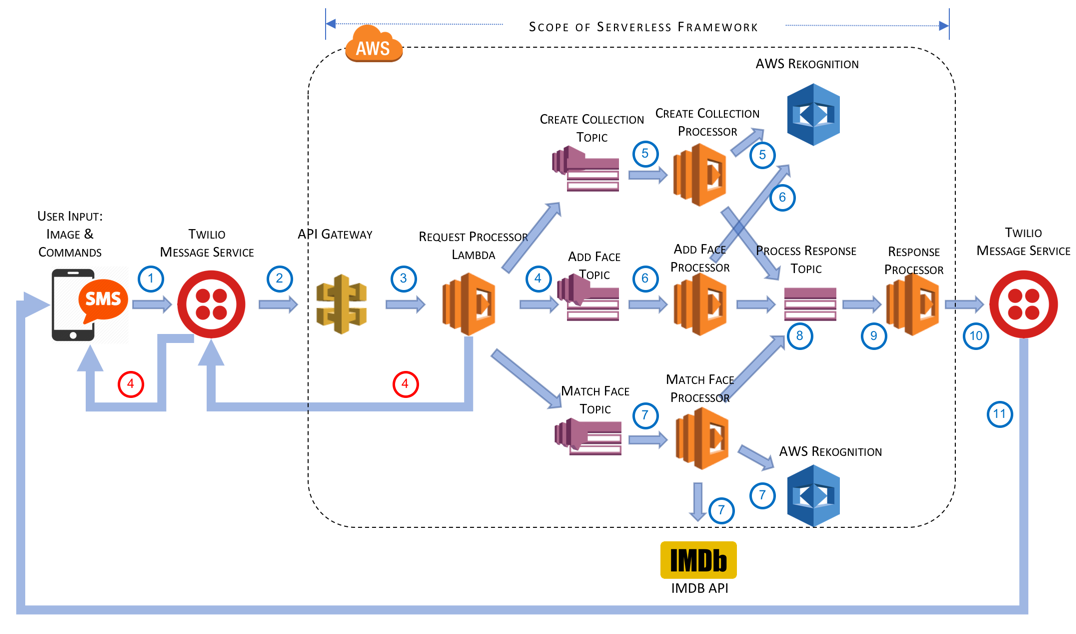 SCOPE OF SERVERLESS FRAMEWORK
AWS
AWS REKOGNITION
CREATE COLLECTION
TOPIC
5
CREATE COLLECTION
PROCESSOR
5
6
USER INPUT:
IMAGE &
COMMANDS
SMS
1
TWILIO
MESSAGE SERVICE
2
API GATEWAY
3
REQUEST PROCESSOR
LAMBDA
4
ADD FACE
TOPIC
6
ADD FACE
PROCESSOR
PROCESS RESPONSE
TOPIC
8
9
RESPONSE
PROCESSOR
10
TWILIO
MESSAGE SERVICE
4
4
MATCH FACE
TOPIC
7
MATCH FACE
PROCESSOR
11
AWS REKOGNITION
7
7
IMDb
IMDB API